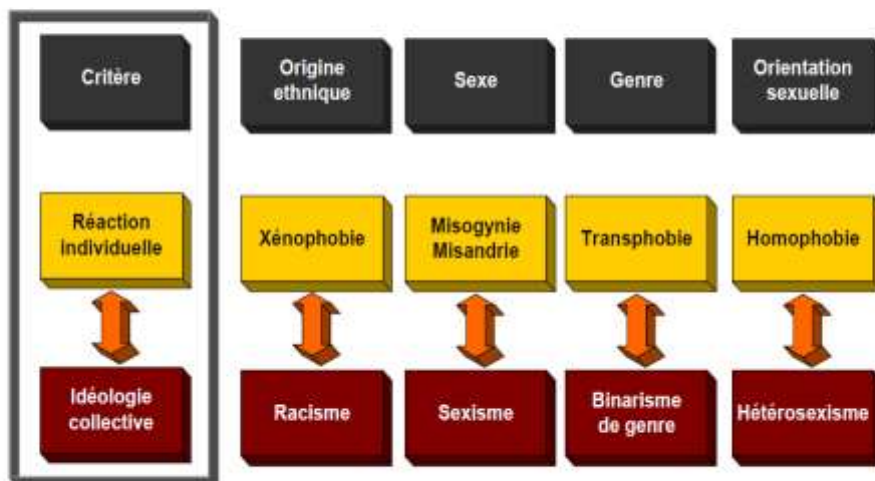 Critère
Origine
ethnique
Sexe
Genre
Orientation
sexuelle
Réaction
individuelle
Xénophobie
Misogynie
Misandrie
Transphobie
Homophobie
Idéologie
collective
Racisme
Sexisme
Binarisme
de genre
Hétérosexisme